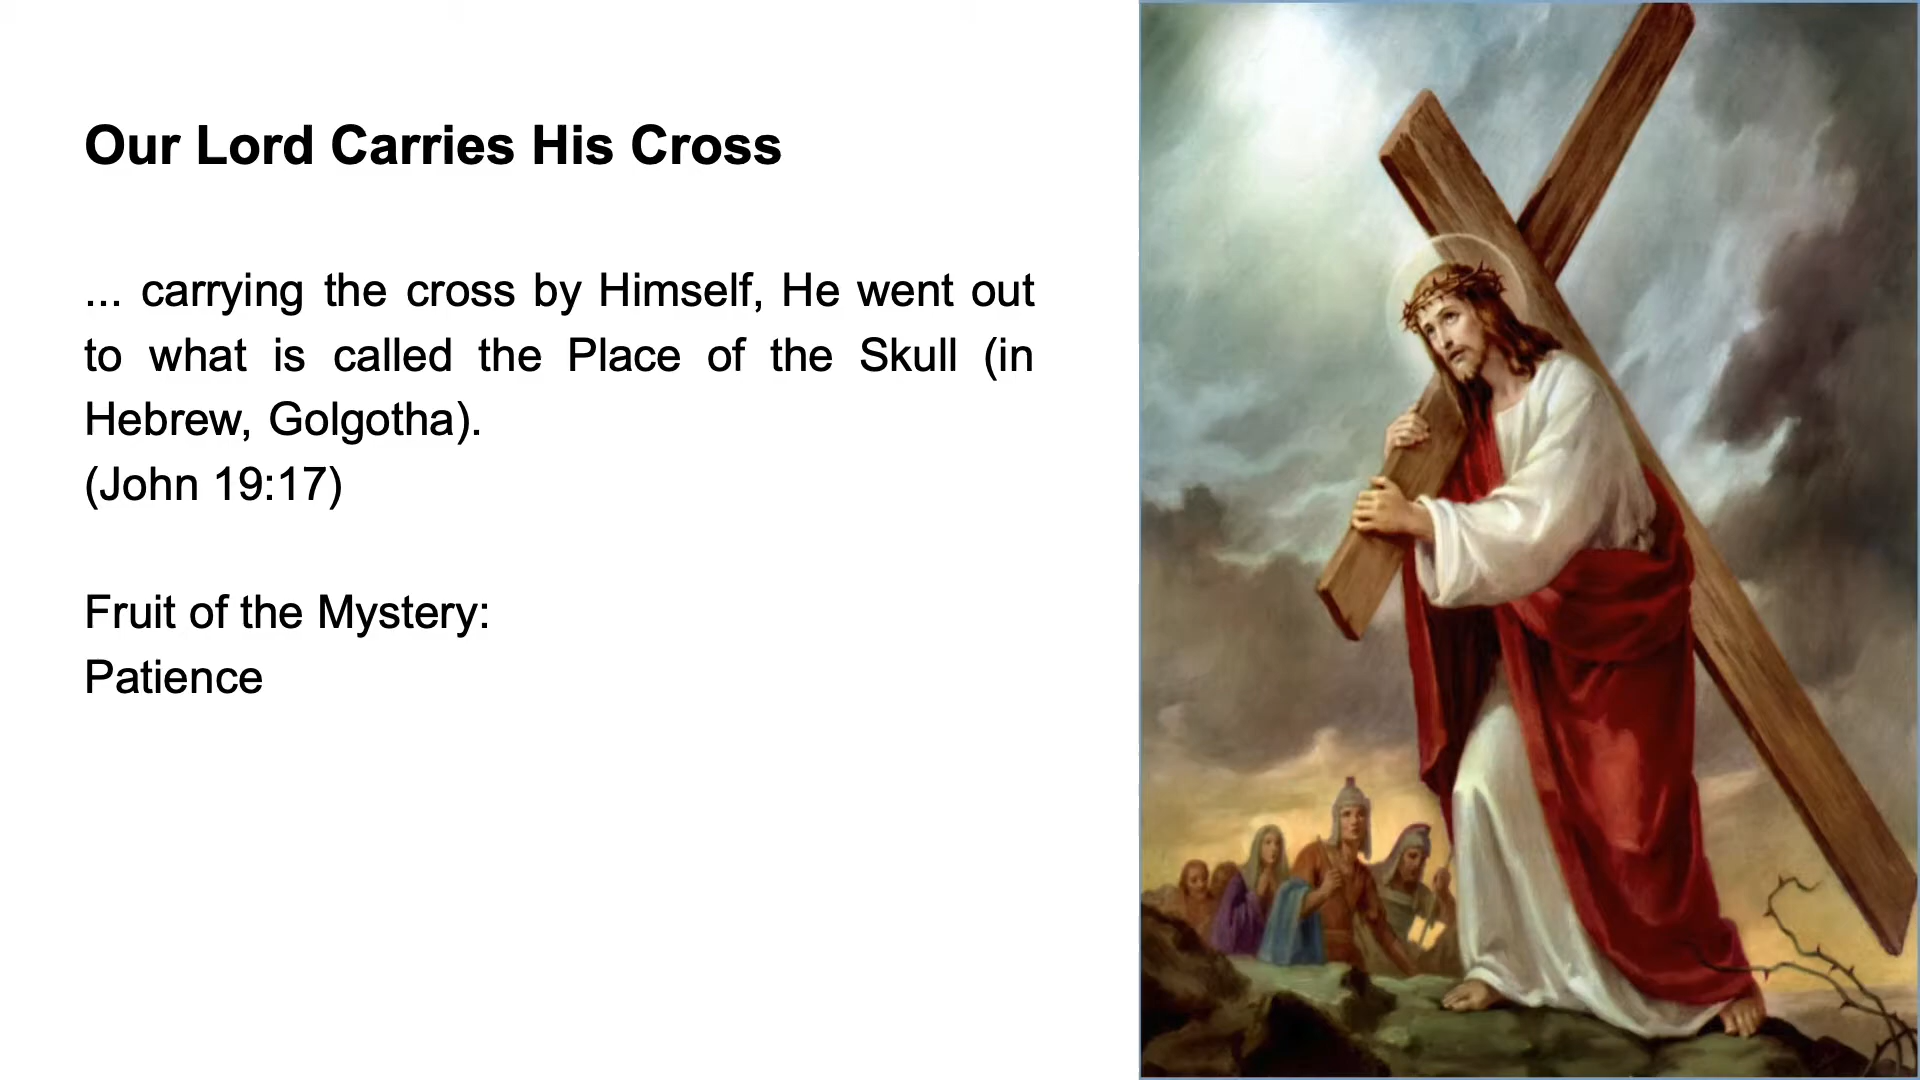 Our Lord Carries His Cross
... carrying the cross by Himself, He went out
to what is called the Place of the Skull (in
Hebrew, Golgotha).
(John 19:17)
Fruit of the Mystery:
Patience